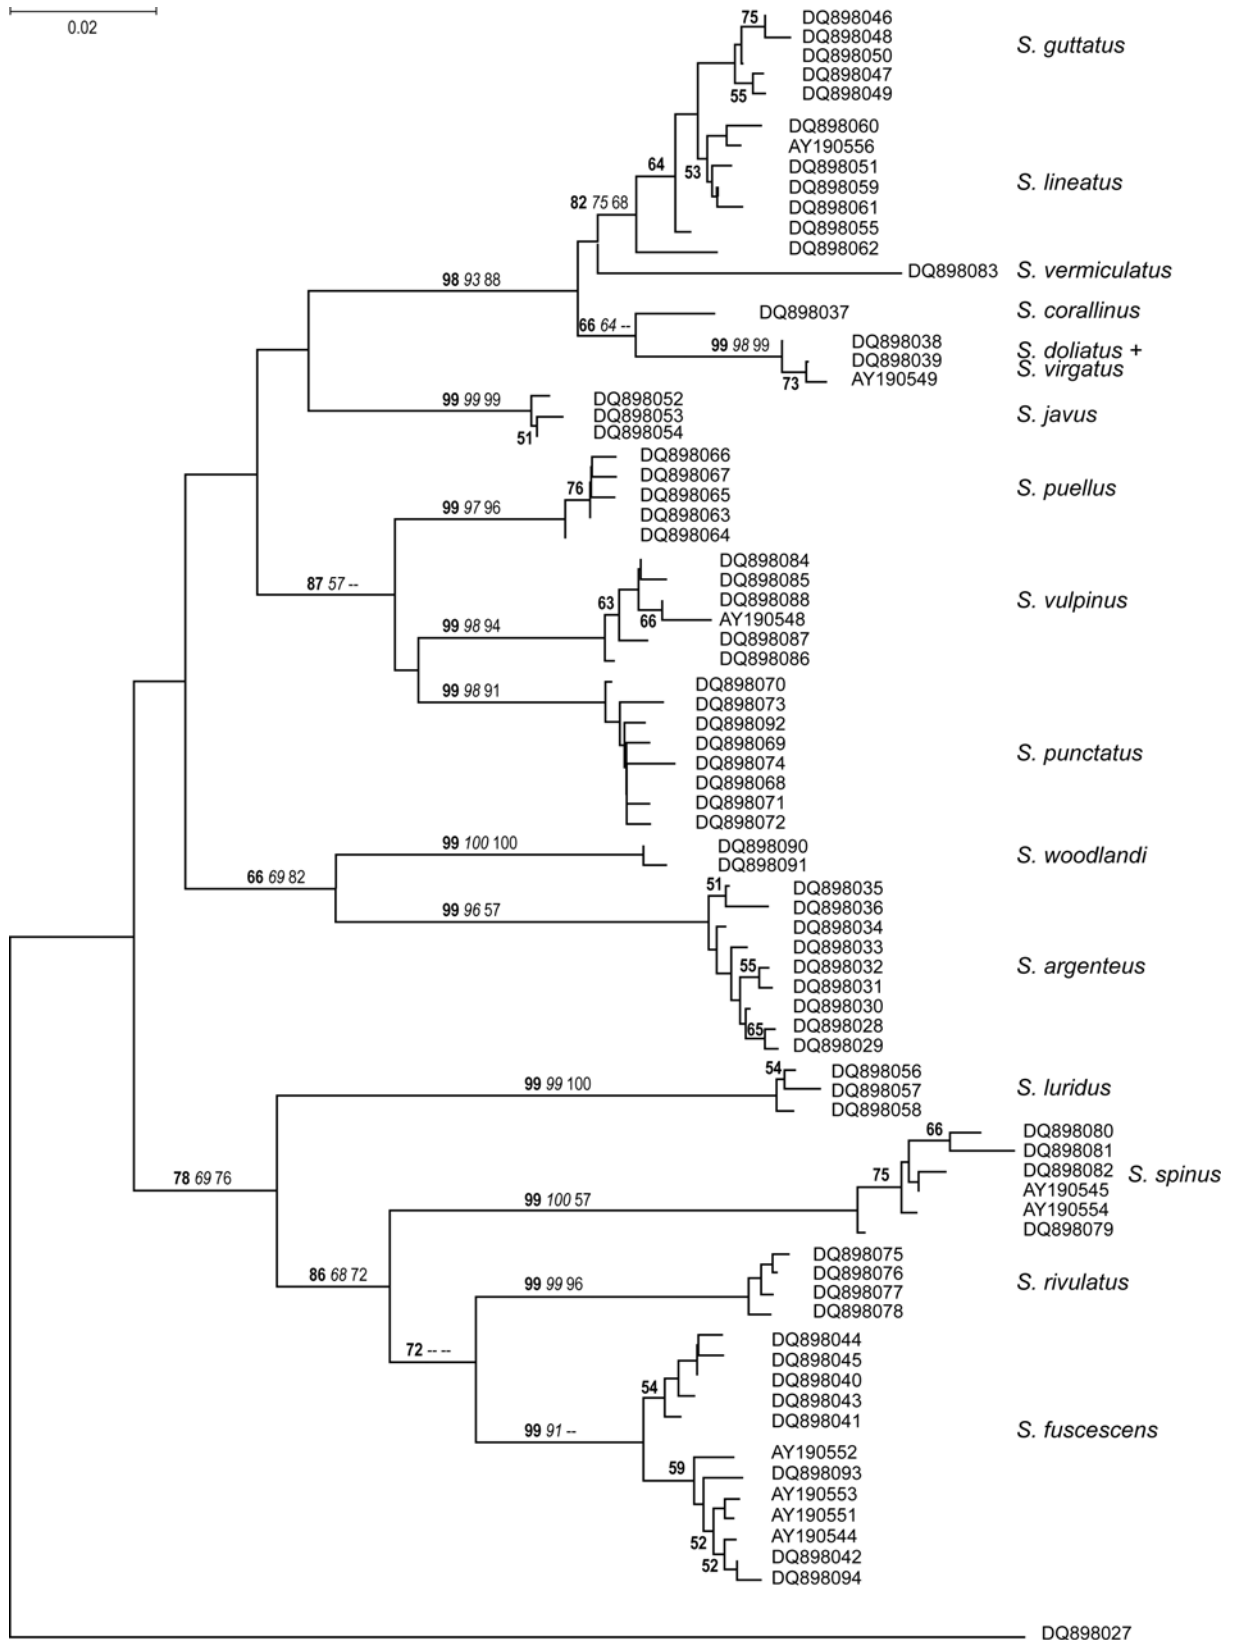 0.02
75
DQ898046
DQ898048
S. guttatus
DQ898050
DQ898047
55
DQ898049
DQ898060
AY190556
64
53
DQ898051
S. lineatus
DQ898059
82 75 68
DQ898061
DQ898055
DQ898062
DQ898083
S. vermiculatus
98 93 88
DQ898037
S. corallinus
66 64 --
99 98 99
DQ898038
S. doliatus +
DQ898039
S. virgatus
73
AY190549
99 99 99
DQ898052
DQ898053
S. javus
51
DQ898054
DQ898066
DQ898067
76
DQ898065
S. puellus
99 97 96
DQ898063
DQ898064
DQ898084
87 57 --
DQ898085
63
DQ898088
S. vulpinus
66
AY190548
99 98 94
DQ898087
DQ898086
99 98 91
DQ898070
DQ898073
DQ898092
DQ898069
S. punctatus
DQ898074
DQ898068
DQ898071
DQ898072
99 100 100
DQ898090
S. woodlandi
DQ898091
66 69 82
51
DQ898035
99 96 57
DQ898036
DQ898034
DQ898033
55
DQ898032
S. argenteus
DQ898031
DQ898030
65
DQ898028
DQ898029
54
DQ898056
99 99 100
DQ898057
S. luridus
DQ898058
66
DQ898080
DQ898081
78 69 76
75
DQ898082
S. spinus
AY190545
99 100 57
AY190554
DQ898079
DQ898075
86 68 72
99 99 96
DQ898076
S. rivulatus
DQ898077
DQ898078
DQ898044
72 -- --
DQ898045
54
DQ898040
DQ898043
DQ898041
99 91 --
S. fuscescens
AY190552
59
DQ898093
AY190553
AY190551
52
AY190544
52
DQ898042
DQ898094
DQ898027